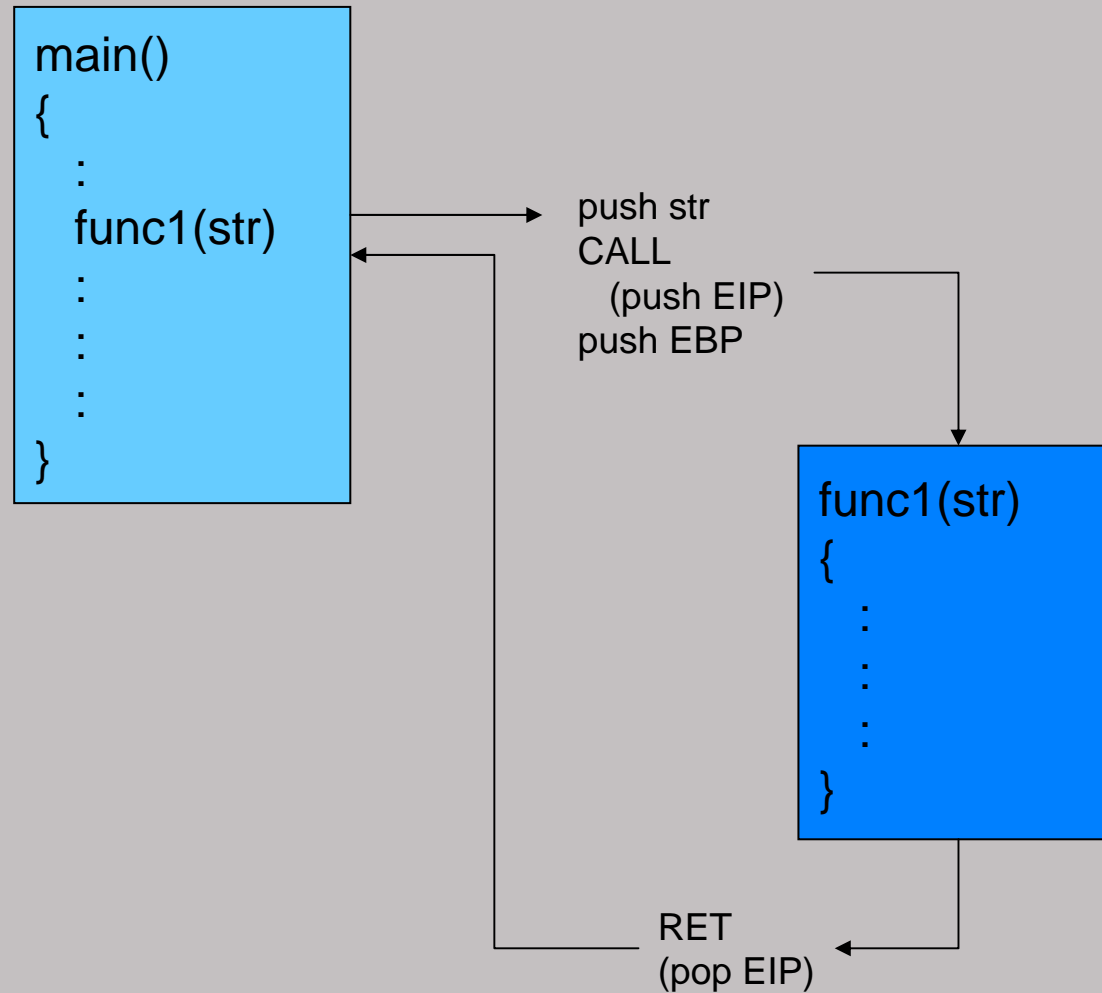 main()
{
:
func1(str)
:
:
:
}
push str
CALL
(push EIP)
push EBP
func1(str)
{
:
:
:
}
RET
(pop EIP)